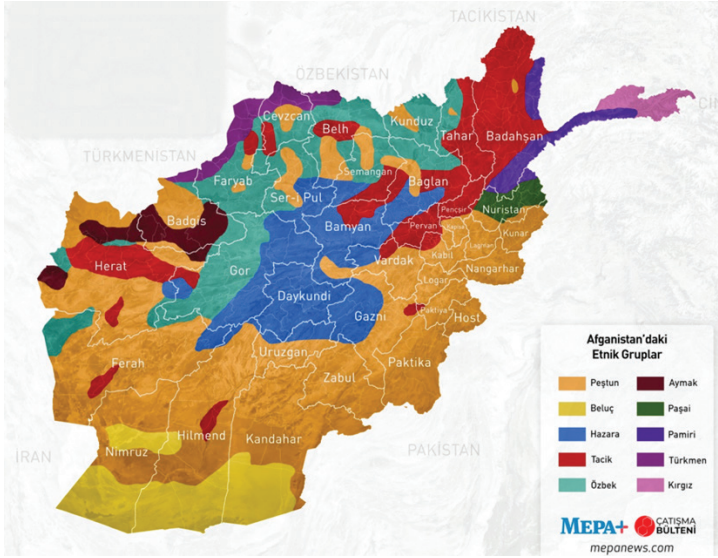 TACİKİSTAN
ÖZBEKİSTAN
ÇİN
TÜRKMENİSTAN
Cevzcan
Belh
Kunduz
Tahar
Badahşan
Faryab
Ser-i Pul
Semangan
Baglan
Nuristan
Badgis
Bamyan
Pençşir
Pervan
Kunar
Herat
Gor
Vardak
Kabil
Lagman
Nangarhar
Logar
Daykundi
Gazni
Paktiya
Host
Uruzgan
Ferah
Zabul
Paktika
Nimruz
Hilmend
Kandahar
İRAN
PAKİSTAN
Afganistan'daki
Etnik Gruplar
Peştun
Aymak
Beluç
Paşai
Hazara
Pamiri
Tacik
Türkmen
Özbek
Kırgız
MEPA+
ÇATIŞMA
BÜLTENİ
mepanews.com